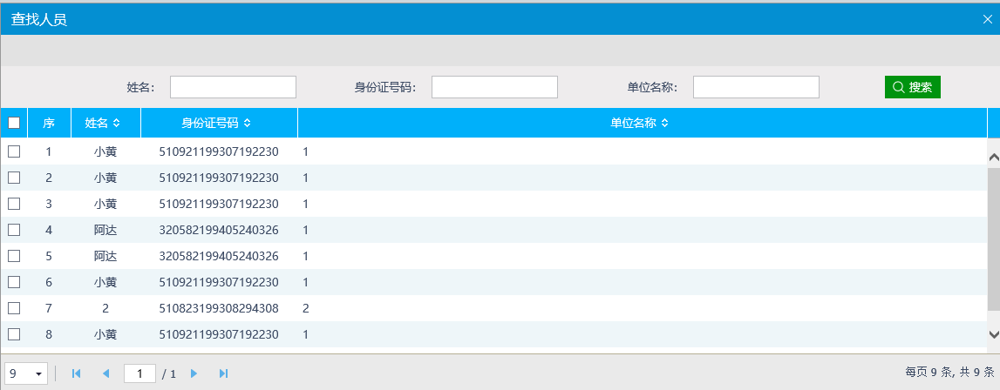 查找人员
姓名： 身份证号码： 单位名称： 搜索
序 姓名 身份证号码 单位名称
1 小黄 510921199307192230 1
2 小黄 510921199307192230 1
3 小黄 510921199307192230 1
4 阿达 320582199405240326 1
5 阿达 320582199405240326 1
6 小黄 510921199307192230 1
7 2 510823199308294308 2
8 小黄 510921199307192230 1
9 1 / 1 每页 9 条, 共 9 条